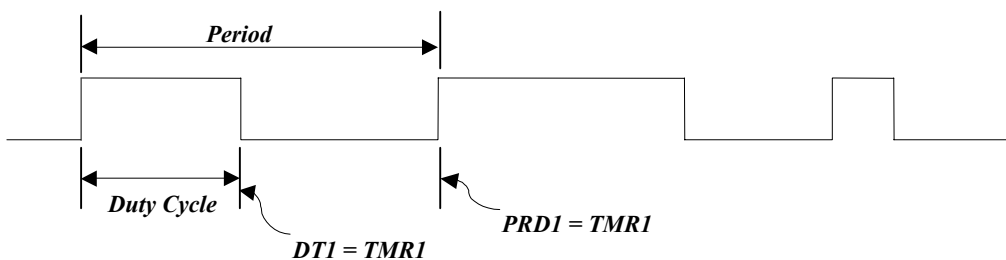 Period
Duty Cycle
DT1 = TMR1
PRD1 = TMR1